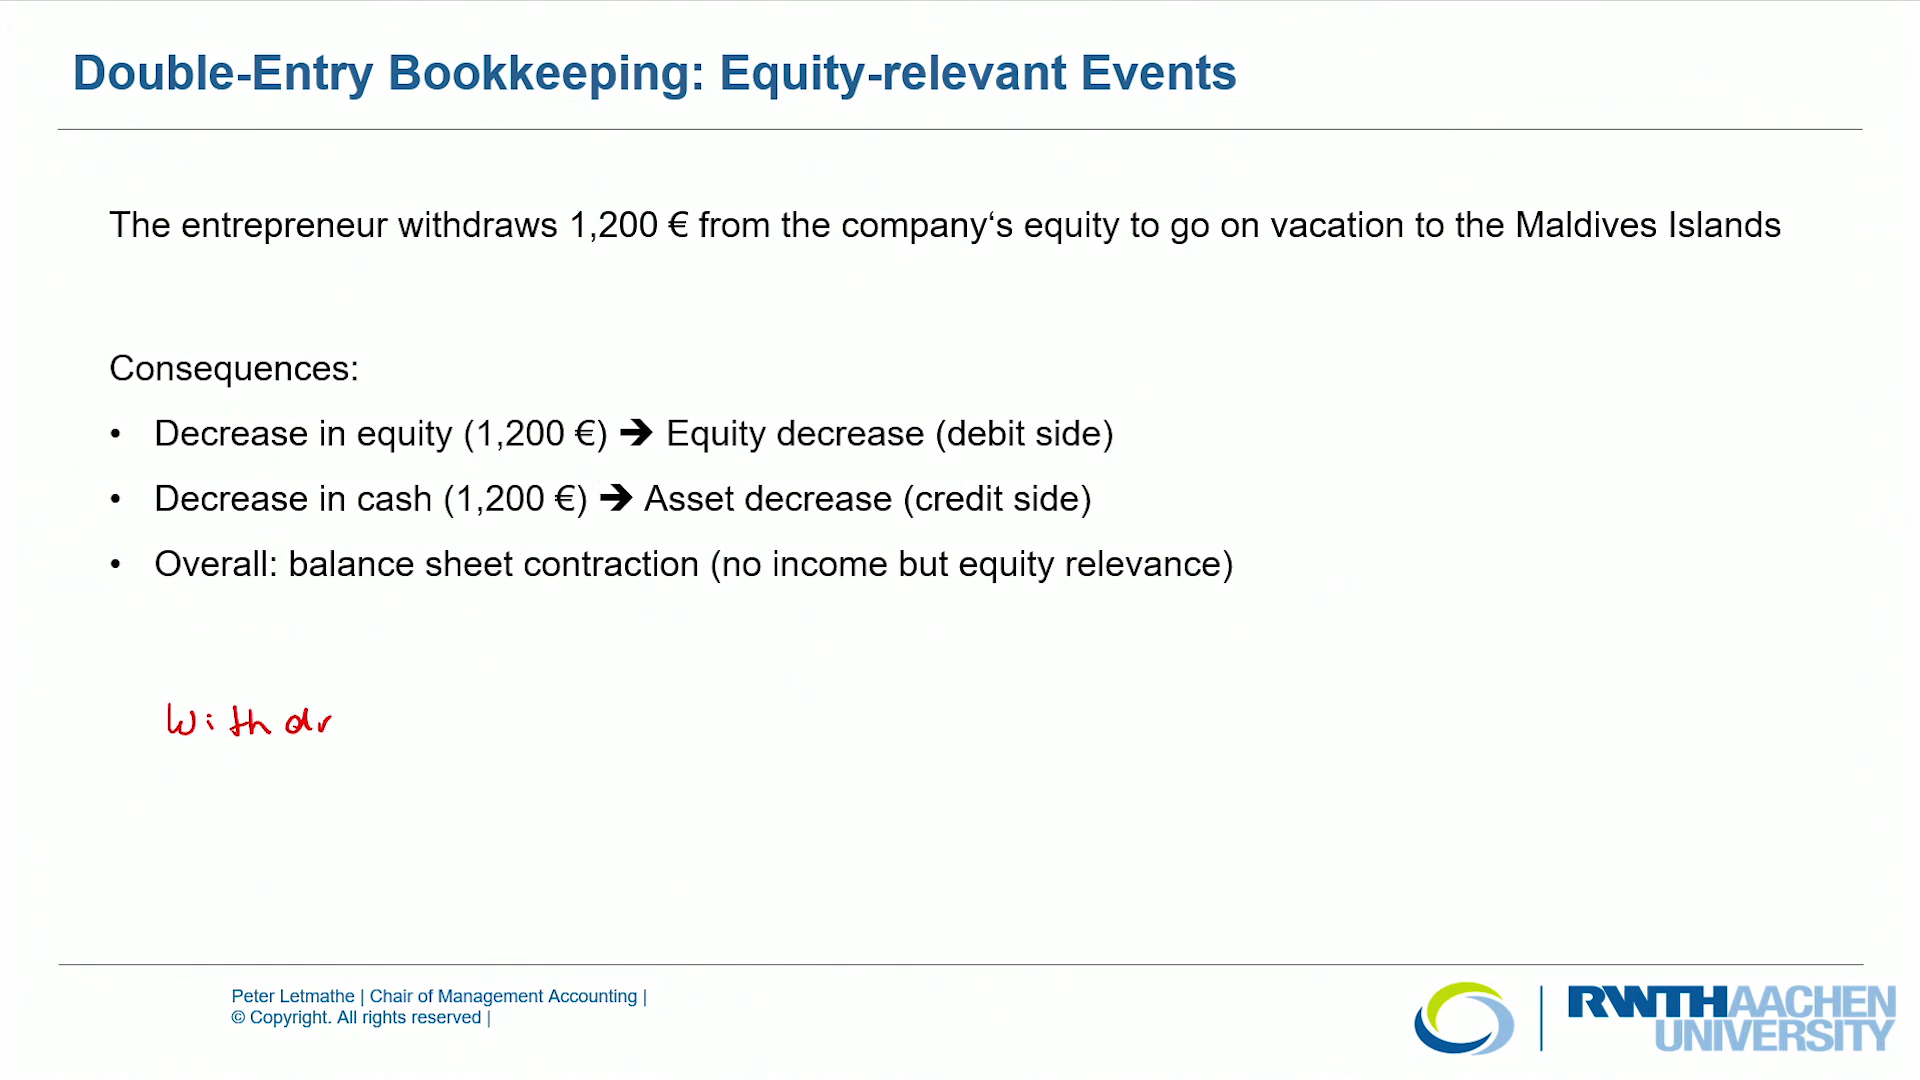 Double-Entry Bookkeeping: Equity-relevant Events
The entrepreneur withdraws 1,200 € from the company‘s equity to go on vacation to the Maldives Islands
Consequences:
• Decrease in equity (1,200 €) 🡺 Equity decrease (debit side)
• Decrease in cash (1,200 €) 🡺 Asset decrease (credit side)
• Overall: balance sheet contraction (no income but equity relevance)
Withdr
Peter Letmathe | Chair of Management Accounting |
© Copyright. All rights reserved |
RWTH AACHEN
UNIVERSITY